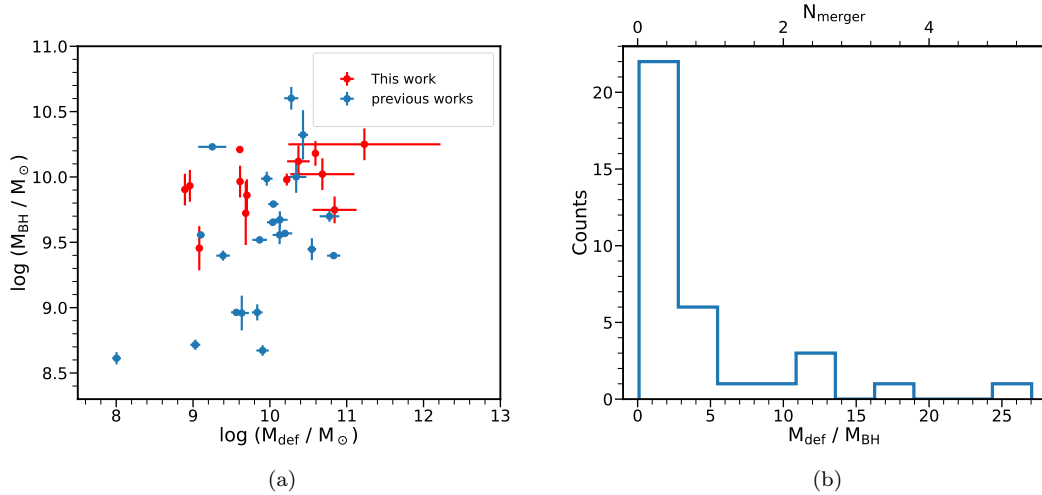 This work
previous works
11.0
10.5
10.0
9.5
9.0
8.5
log (M_BH / M_⊙)
8 9 10 11 12 13
log (M_def / M_⊙)
(a)
N_merger
0 2 4
20
15
10
5
0
Counts
0 5 10 15 20 25
M_def / M_BH
(b)